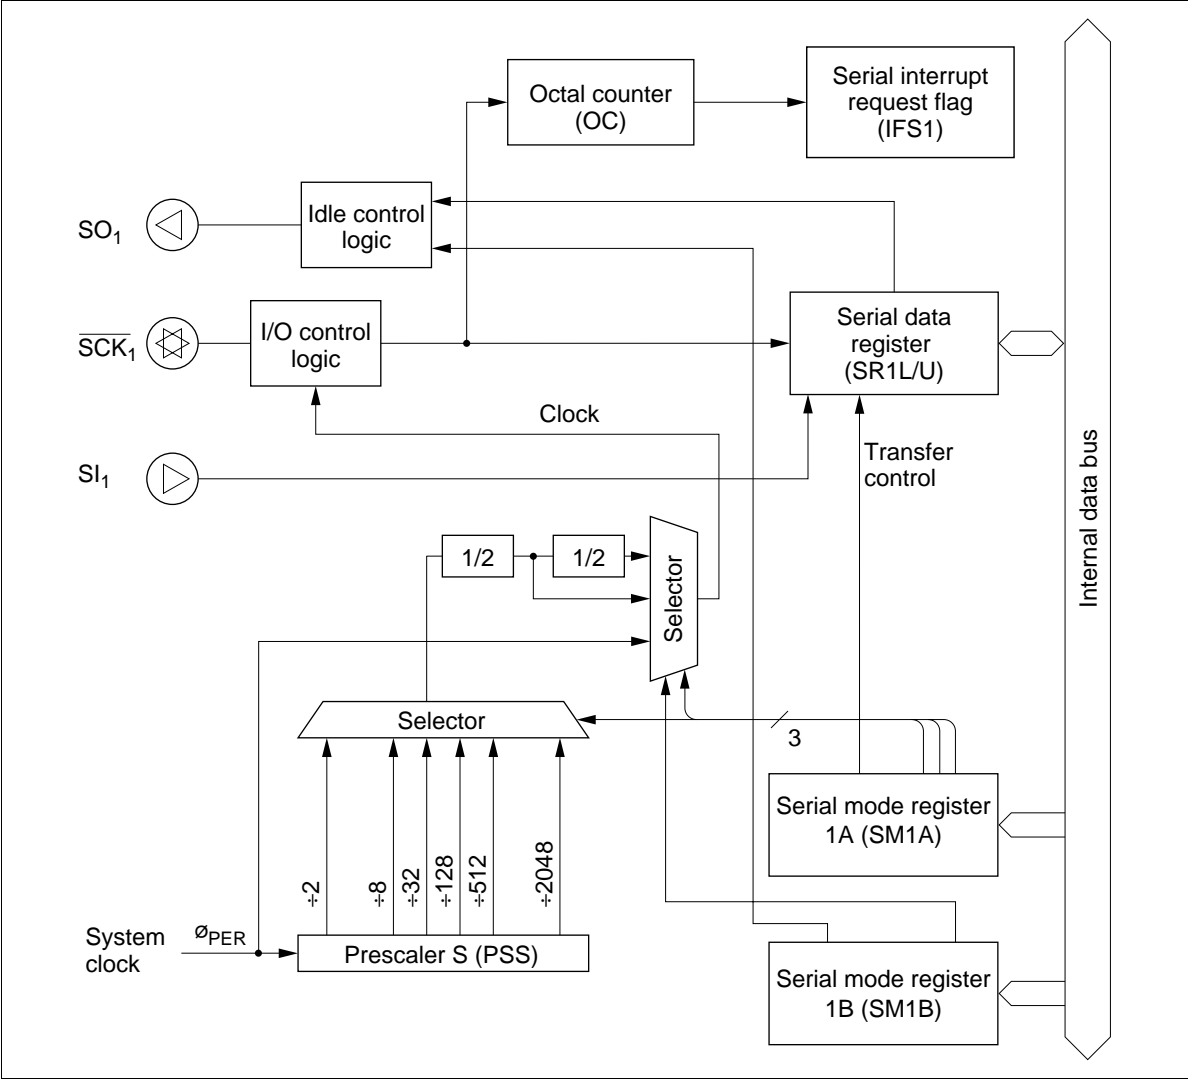 Octal counter
(OC)
Serial interrupt
request flag
(IFS1)
SO1
Idle control
logic
SCK1
I/O control
logic
Serial data
register
(SR1L/U)
Clock
SI1
Transfer
control
Internal data bus
1/2
1/2
Selector
Selector
3
Serial mode register
1A (SM1A)
÷2
÷8
÷32
÷128
÷512
÷2048
System
clock
øPER
Prescaler S (PSS)
Serial mode register
1B (SM1B)